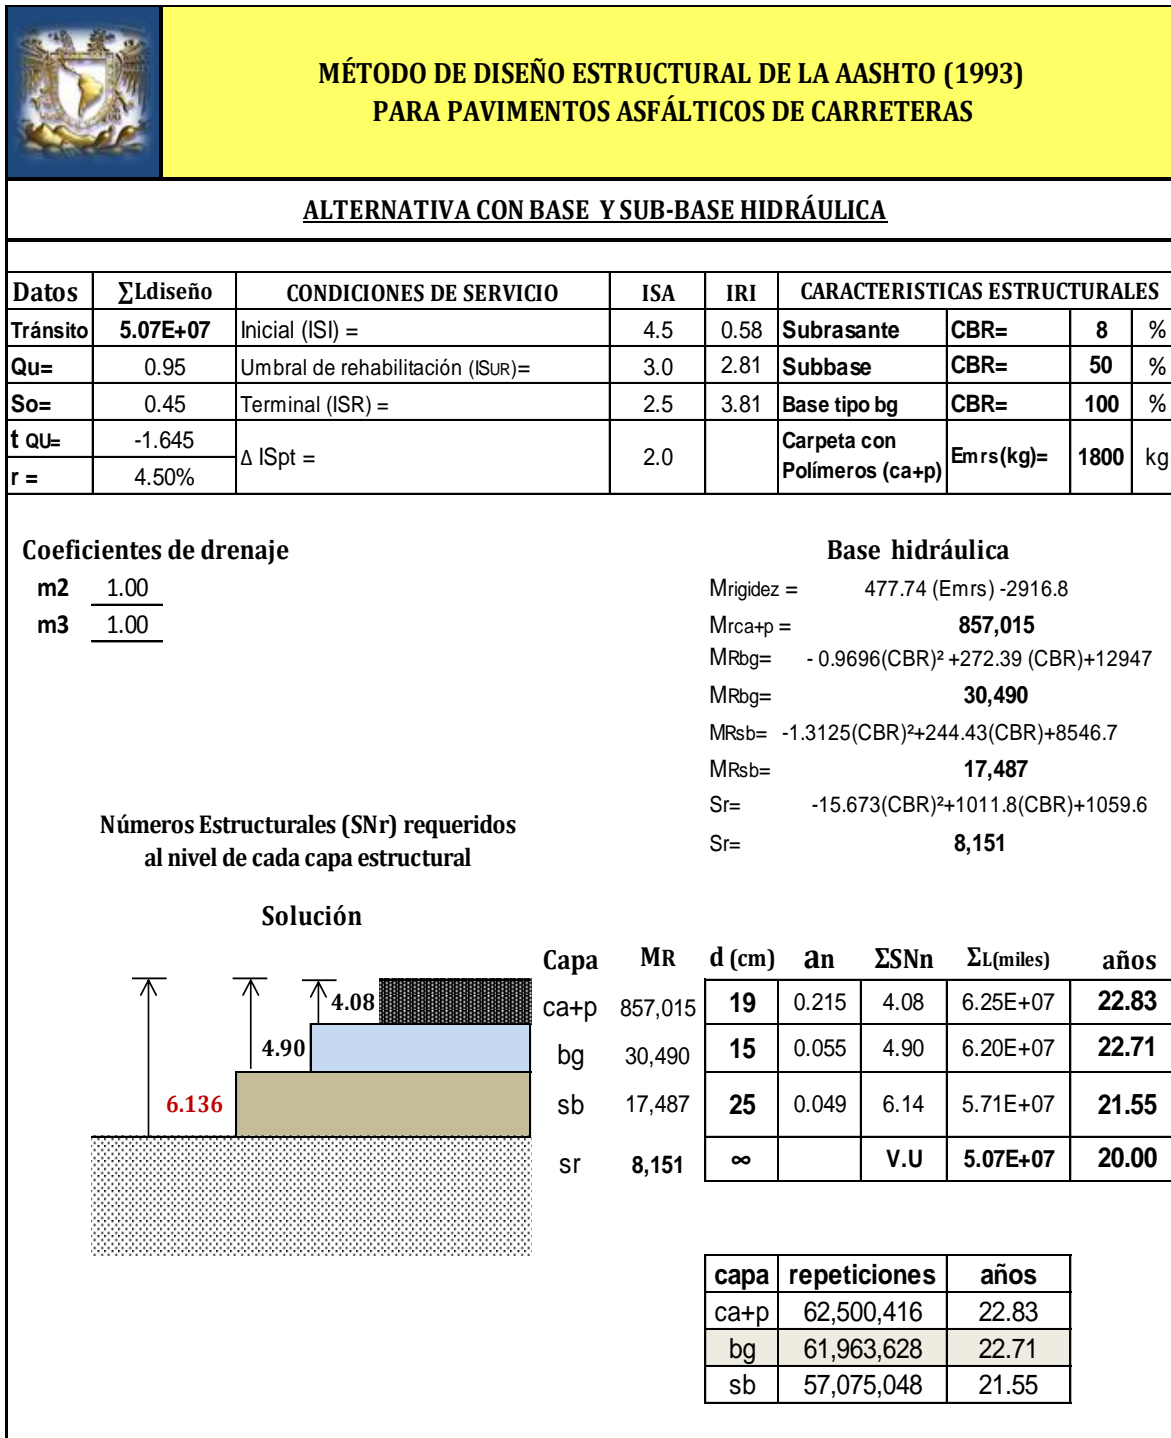 MÉTODO DE DISEÑO ESTRUCTURAL DE LA AASHTO (1993)
PARA PAVIMENTOS ASFÁLTICOS DE CARRETERAS
ALTERNATIVA CON BASE Y SUB-BASE HIDRÁULICA
Datos ∑Ldiseño CONDICIONES DE SERVICIO ISA IRI CARACTERISTICAS ESTRUCTURALES
Tránsito 5.07E+07 Inicial (ISI) = 4.5 0.58 Subrasante CBR= 8 %
Qu= 0.95 Umbral de rehabilitación (ISUR)= 3.0 2.81 Subbase CBR= 50 %
So= 0.45 Terminal (ISR) = 2.5 3.81 Base tipo bg CBR= 100 %
t QU= -1.645 Δ ISpt = 2.0 Carpeta con Polímeros (ca+p) Emrs(kg)= 1800 kg
r = 4.50%
Coeficientes de drenaje
m2 1.00
m3 1.00
Base hidráulica
Mrigidez = 477.74 (Emrs) -2916.8
Mrca+p = 857,015
MRbg= - 0.9696(CBR)² +272.39 (CBR)+12947
MRbg= 30,490
MRsb= -1.3125(CBR)²+244.43(CBR)+8546.7
MRsb= 17,487
Sr= -15.673(CBR)²+1011.8(CBR)+1059.6
Sr= 8,151
Números Estructurales (SNr) requeridos
al nivel de cada capa estructural
Solución
4.08
4.90
6.136
Capa MR d (cm) an ΣSNn ΣL(miles) años
ca+p 857,015 19 0.215 4.08 6.25E+07 22.83
bg 30,490 15 0.055 4.90 6.20E+07 22.71
sb 17,487 25 0.049 6.14 5.71E+07 21.55
sr 8,151 ∞ V.U 5.07E+07 20.00
capa repeticiones años
ca+p 62,500,416 22.83
bg 61,963,628 22.71
sb 57,075,048 21.55